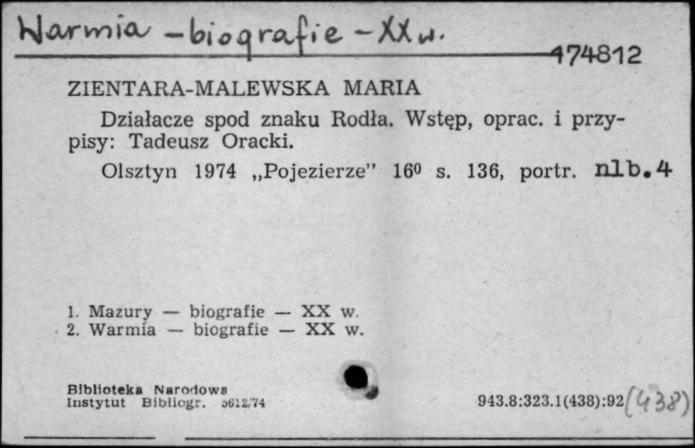 Warmia – biografie – XX w.
174812
ZIENTARA-MALEWSKA MARIA
Działacze spod znaku Rodła. Wstęp, oprac. i przy-
pisy: Tadeusz Oracki.
Olsztyn 1974 „Pojezierze” 16⁰ s. 136, portr. nlb.4
1. Mazury — biografie — XX w.
2. Warmia — biografie — XX w.
Biblioteka Narodowa
Instytut Bibliogr. 5612/74
943.8:323.1(438):92(438)